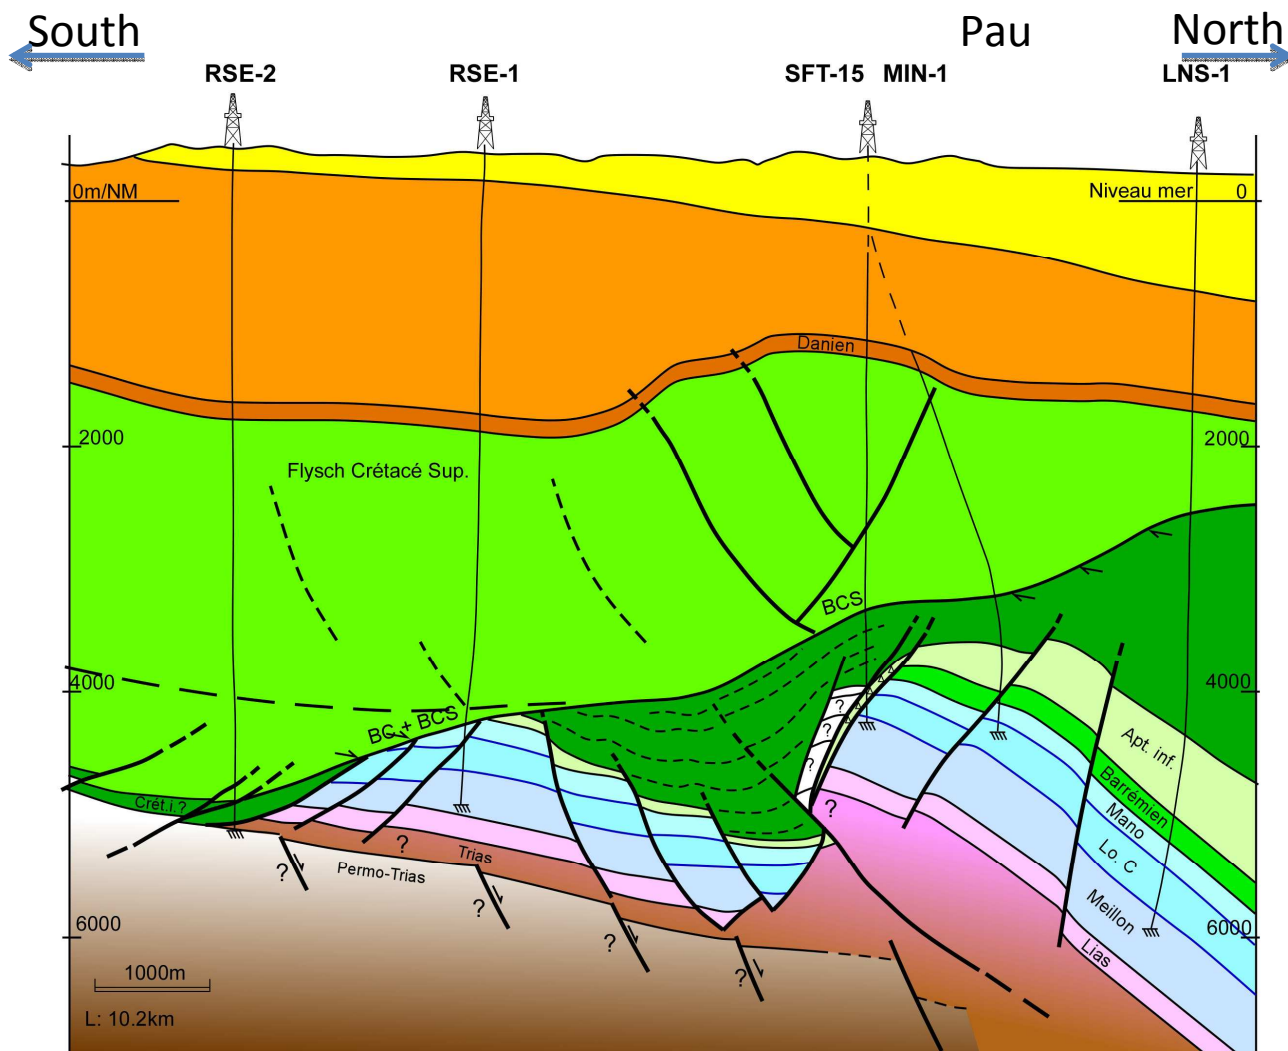 South
Pau
North
RSE-2
RSE-1
SFT-15
MIN-1
LNS-1
0m/NM
Niveau mer
0
Danien
2000
2000
Flysch Crétacé Sup.
BCS
4000
4000
BC + BCS
?
?
Apt. inf.
Barrémien
Crét.i.?
Mano
?
?
Trias
Lo. C
Permo-Trias
?
?
Meillon
6000
6000
?
Lias
?
1000m
L: 10.2km